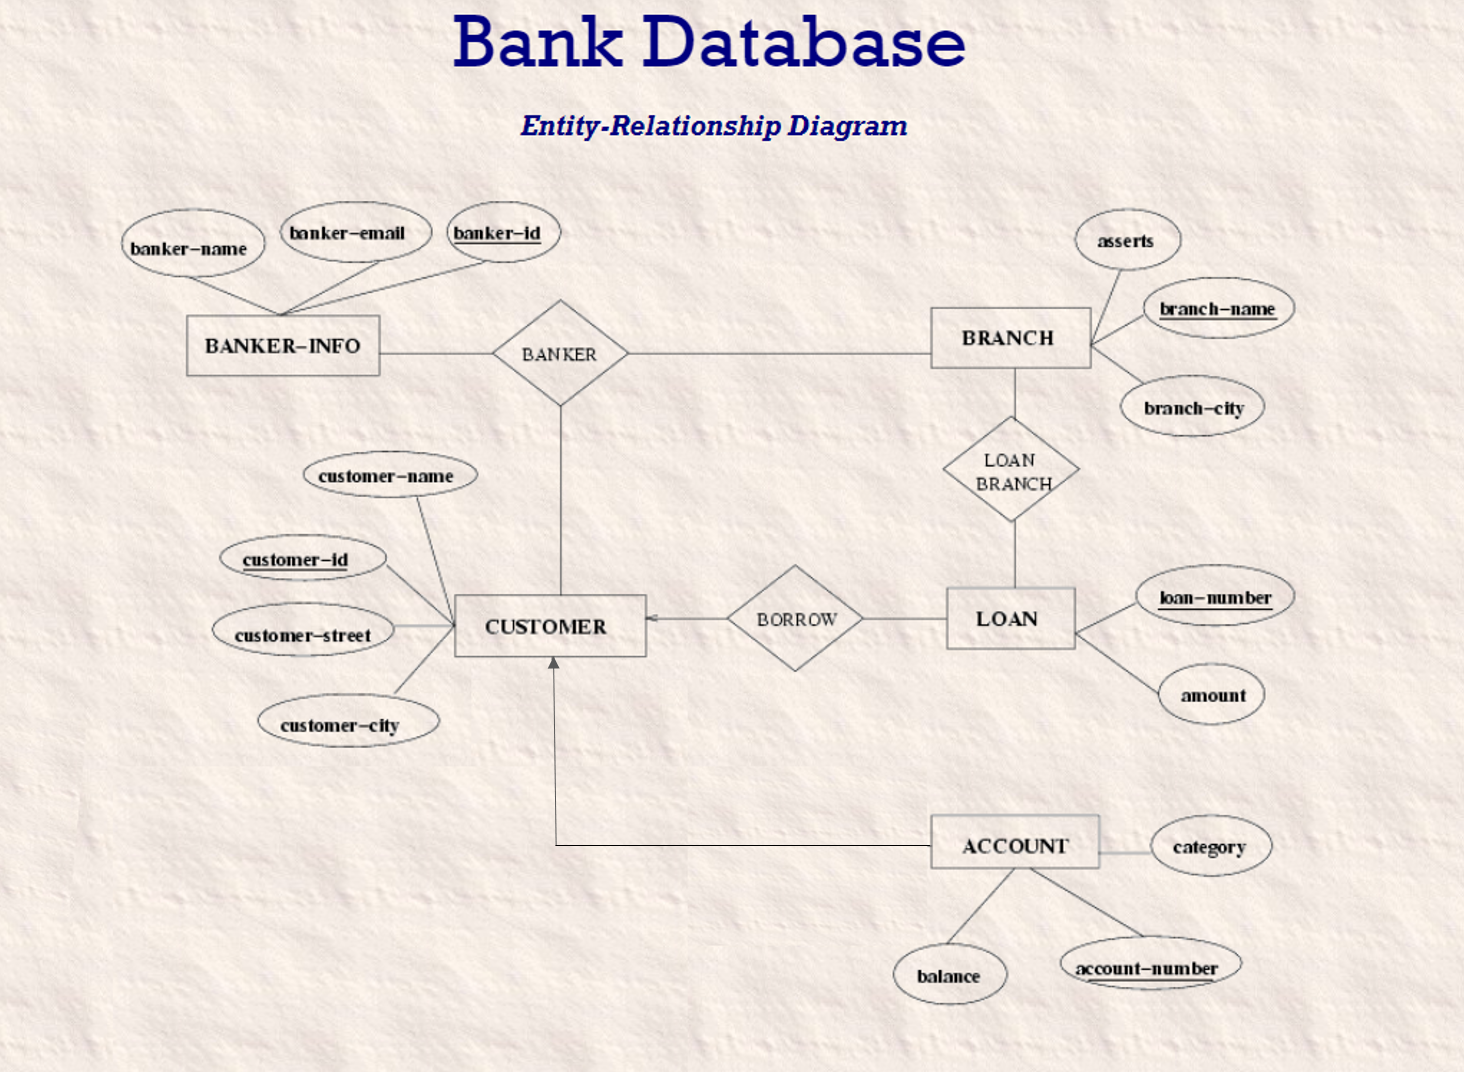 Bank Database
Entity-Relationship Diagram
banker-name
banker-email
banker-id
asserts
branch-name
BANKER-INFO
BANKER
BRANCH
branch-city
LOAN
BRANCH
customer-name
customer-id
customer-street
customer-city
CUSTOMER
BORROW
LOAN
loan-number
amount
ACCOUNT
category
balance
account-number